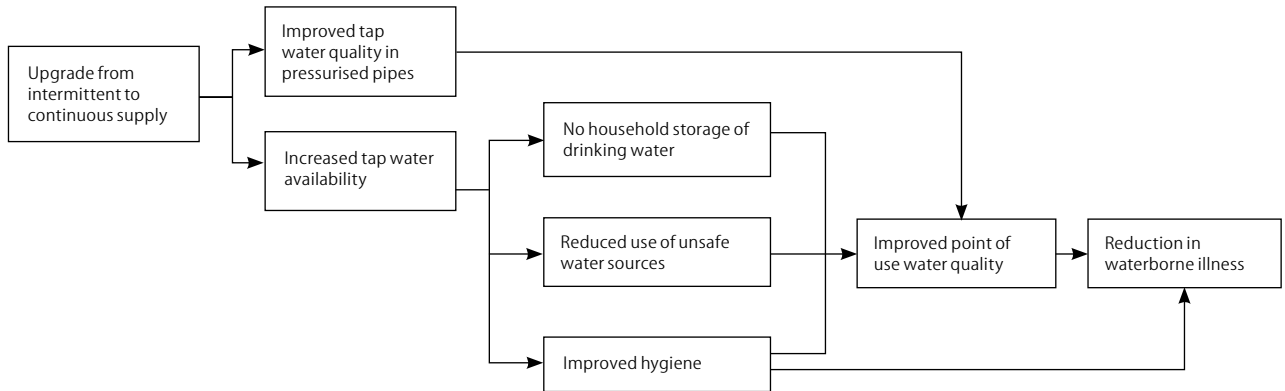 Upgrade from
intermittent to
continuous supply
Improved tap
water quality in
pressurised pipes
Increased tap water
availability
No household storage of
drinking water
Reduced use of unsafe
water sources
Improved hygiene
Improved point of
use water quality
Reduction in
waterborne illness